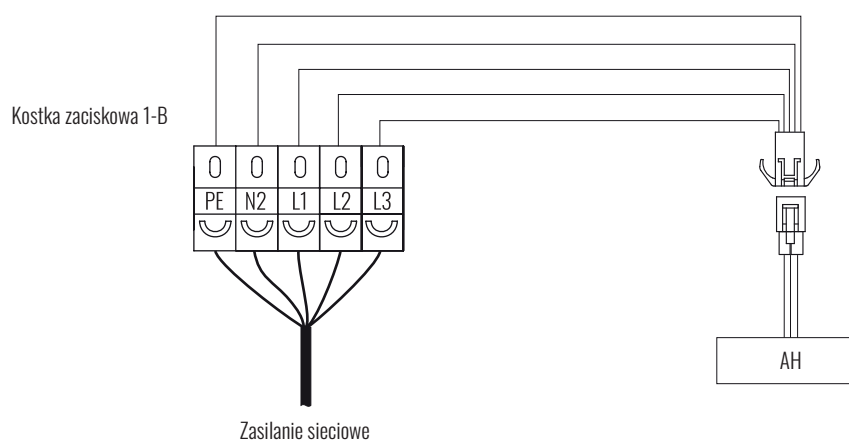 Kostka zaciskowa 1-B
PE N2 L1 L2 L3
AH
Zasilanie sieciowe